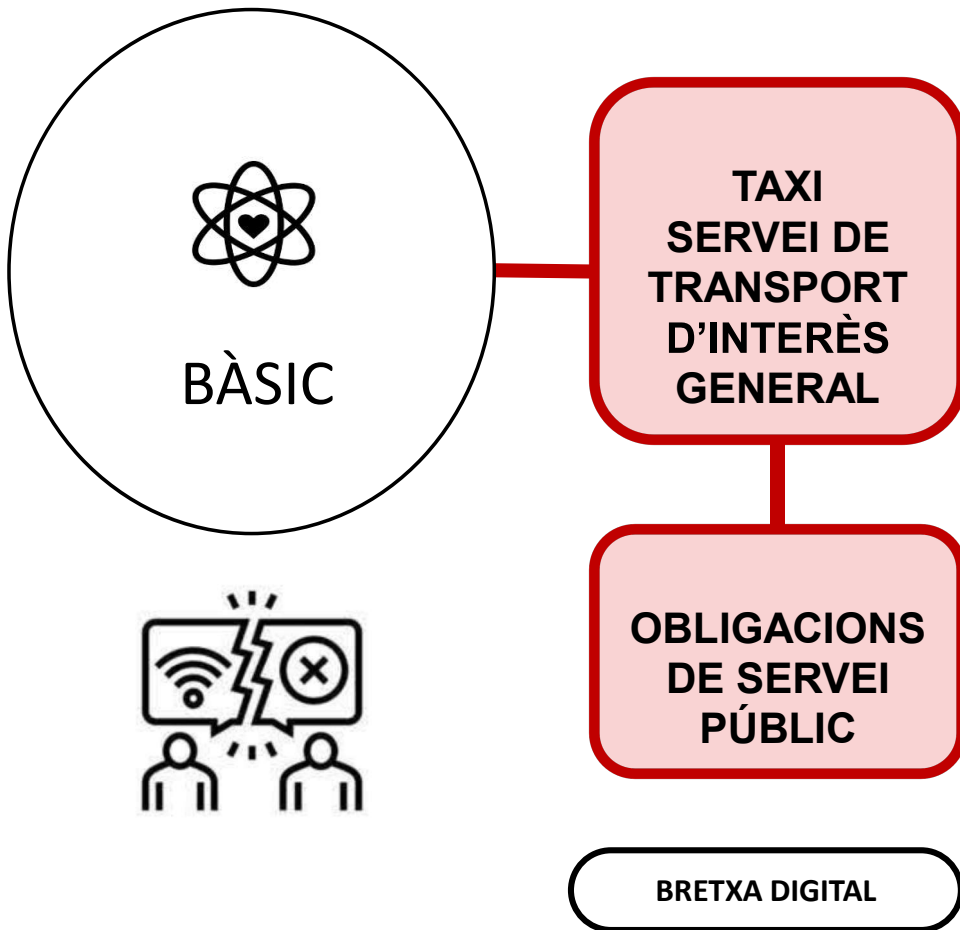 BÀSIC
TAXI
SERVEI DE
TRANSPORT
D’INTERÈS
GENERAL
OBLIGACIONS
DE SERVEI
PÚBLIC
BRETXA DIGITAL